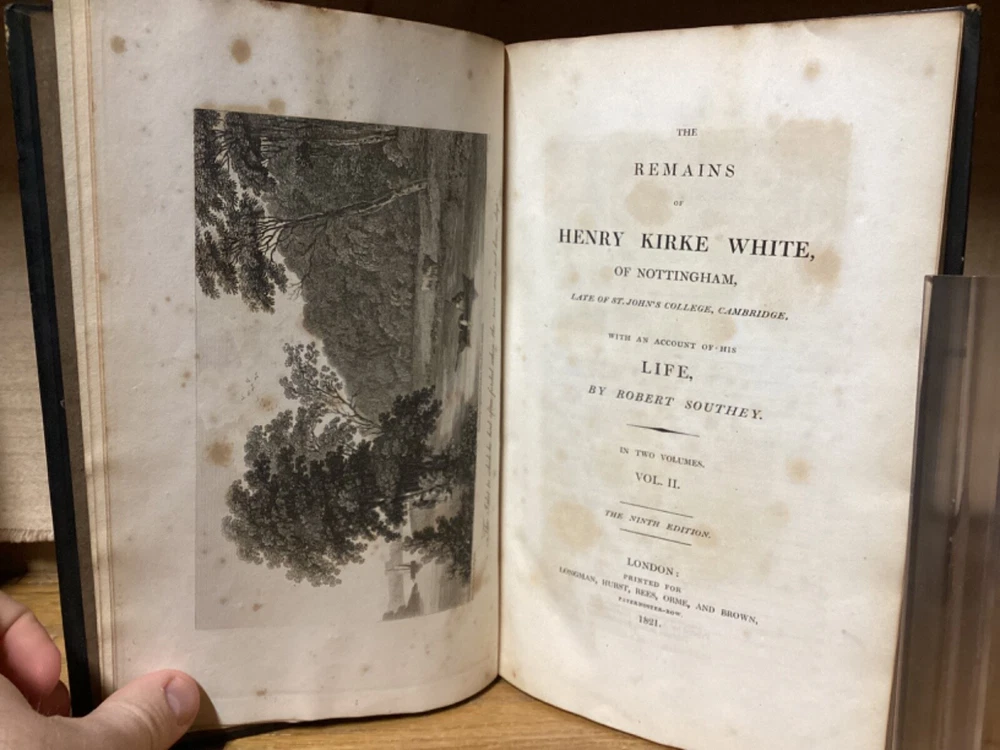 THE
REMAINS
OF
HENRY KIRKE WHITE,
OF NOTTINGHAM,
LATE OF ST. JOHN'S COLLEGE, CAMBRIDGE,
WITH AN ACCOUNT OF HIS
LIFE,
BY ROBERT SOUTHEY.
IN TWO VOLUMES.
VOL. II.
THE NINTH EDITION.
LONDON:
PRINTED FOR
LONGMAN, HURST, REES, ORME, AND BROWN,
PATERNOSTER-ROW.
1821.